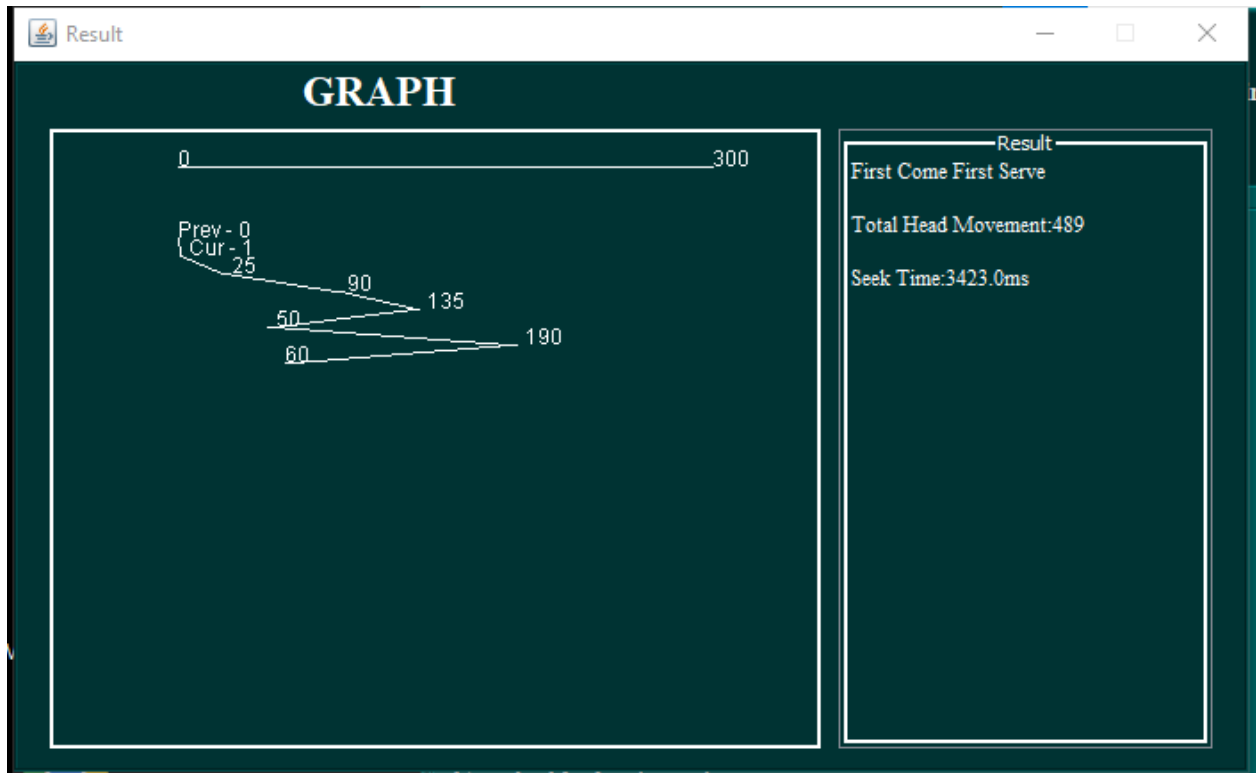 Result
GRAPH
0 300
Prev - 0
Cur - 1
25
90
135
50
190
60
Result
First Come First Serve
Total Head Movement:489
Seek Time:3423.0ms